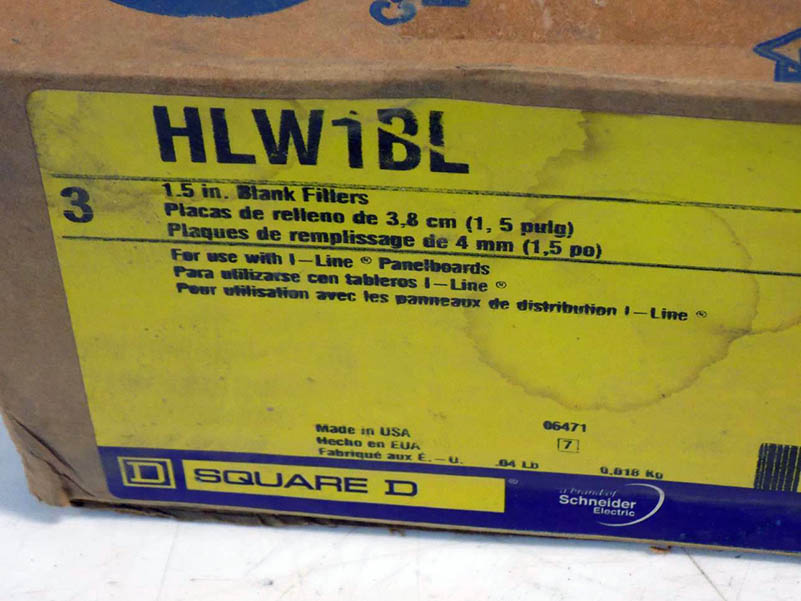 HLW1BL
3
1.5 in. Blank Fillers
Placas de relleno de 3,8 cm (1, 5 pulg)
Plaques de remplissage de 4 mm (1,5 po)
For use with I-Line ® Panelboards
Para utilizarse con tableros I-Line ®
Pour utilisation avec les panneaux de distribution I-Line ®
Made in USA
Hecho en EUA
Fabriqué aux É.-U.
.04 Lb
0.018 Kg
06471
7
D SQUARE D ®
a brand of
Schneider
Electric